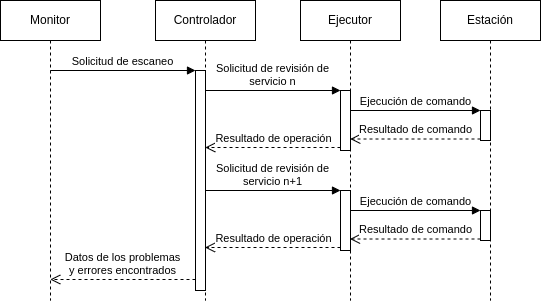 Monitor
Controlador
Ejecutor
Estación
Solicitud de escaneo
Solicitud de revisión de
servicio n
Ejecución de comando
Resultado de comando
Resultado de operación
Solicitud de revisión de
servicio n+1
Ejecución de comando
Resultado de comando
Resultado de operación
Datos de los problemas
y errores encontrados